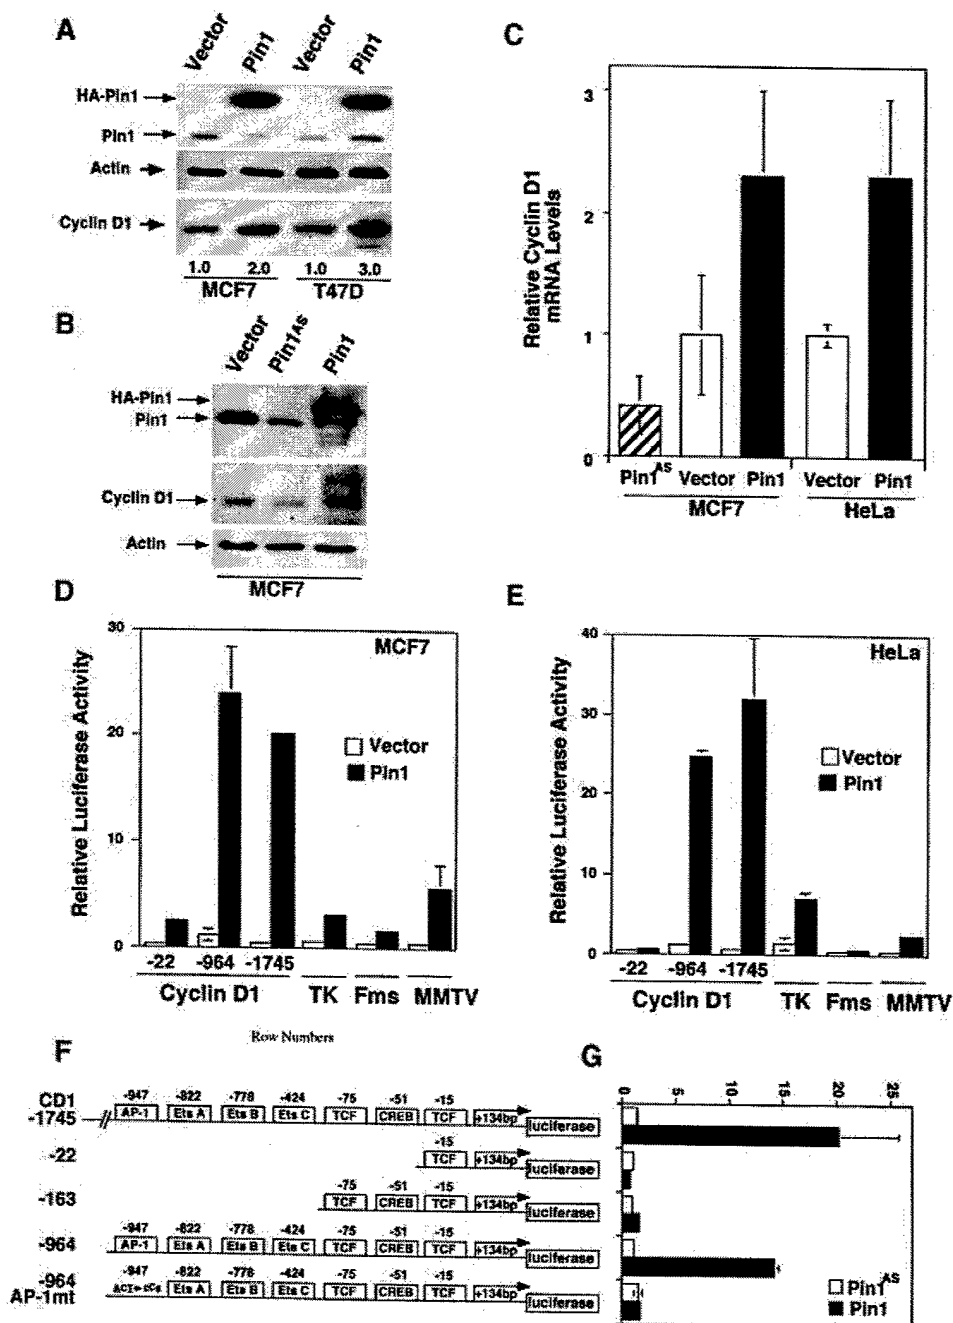 A
Vector Pin1 Vector Pin1
HA-Pin1
Pin1
Actin
Cyclin D1
1.0 2.0 1.0 3.0
MCF7 T47D
B
Vector Pin1AS Pin1
HA-Pin1
Pin1
Cyclin D1
Actin
MCF7
C
Relative Cyclin D1
mRNA Levels
3
2
1
0
Pin1AS Vector Pin1 Vector Pin1
MCF7 HeLa
D
Relative Luciferase Activity
30
20
10
0
MCF7
Vector
Pin1
-22 -964 -1745
Cyclin D1 TK Fms MMTV
E
Relative Luciferase Activity
40
30
20
10
0
HeLa
Vector
Pin1
-22 -964 -1745
Cyclin D1 TK Fms MMTV
Row Numbers
F
CD1
-947 -822 -778 -424 -75 -51 -15
-1745 AP-1 Ets A Ets B Ets C TCF CREB TCF +134bp luciferase
-15
-22 TCF +134bp luciferase
-75 -51 -15
-163 TCF CREB TCF +134bp luciferase
-947 -822 -778 -424 -75 -51 -15
-964 AP-1 Ets A Ets B Ets C TCF CREB TCF +134bp luciferase
-964 -947 -822 -778 -424 -75 -51 -15
AP-1mt Ets A Ets B Ets C TCF CREB TCF +134bp luciferase
G
0 5 10 15 20 25
Pin1AS
Pin1